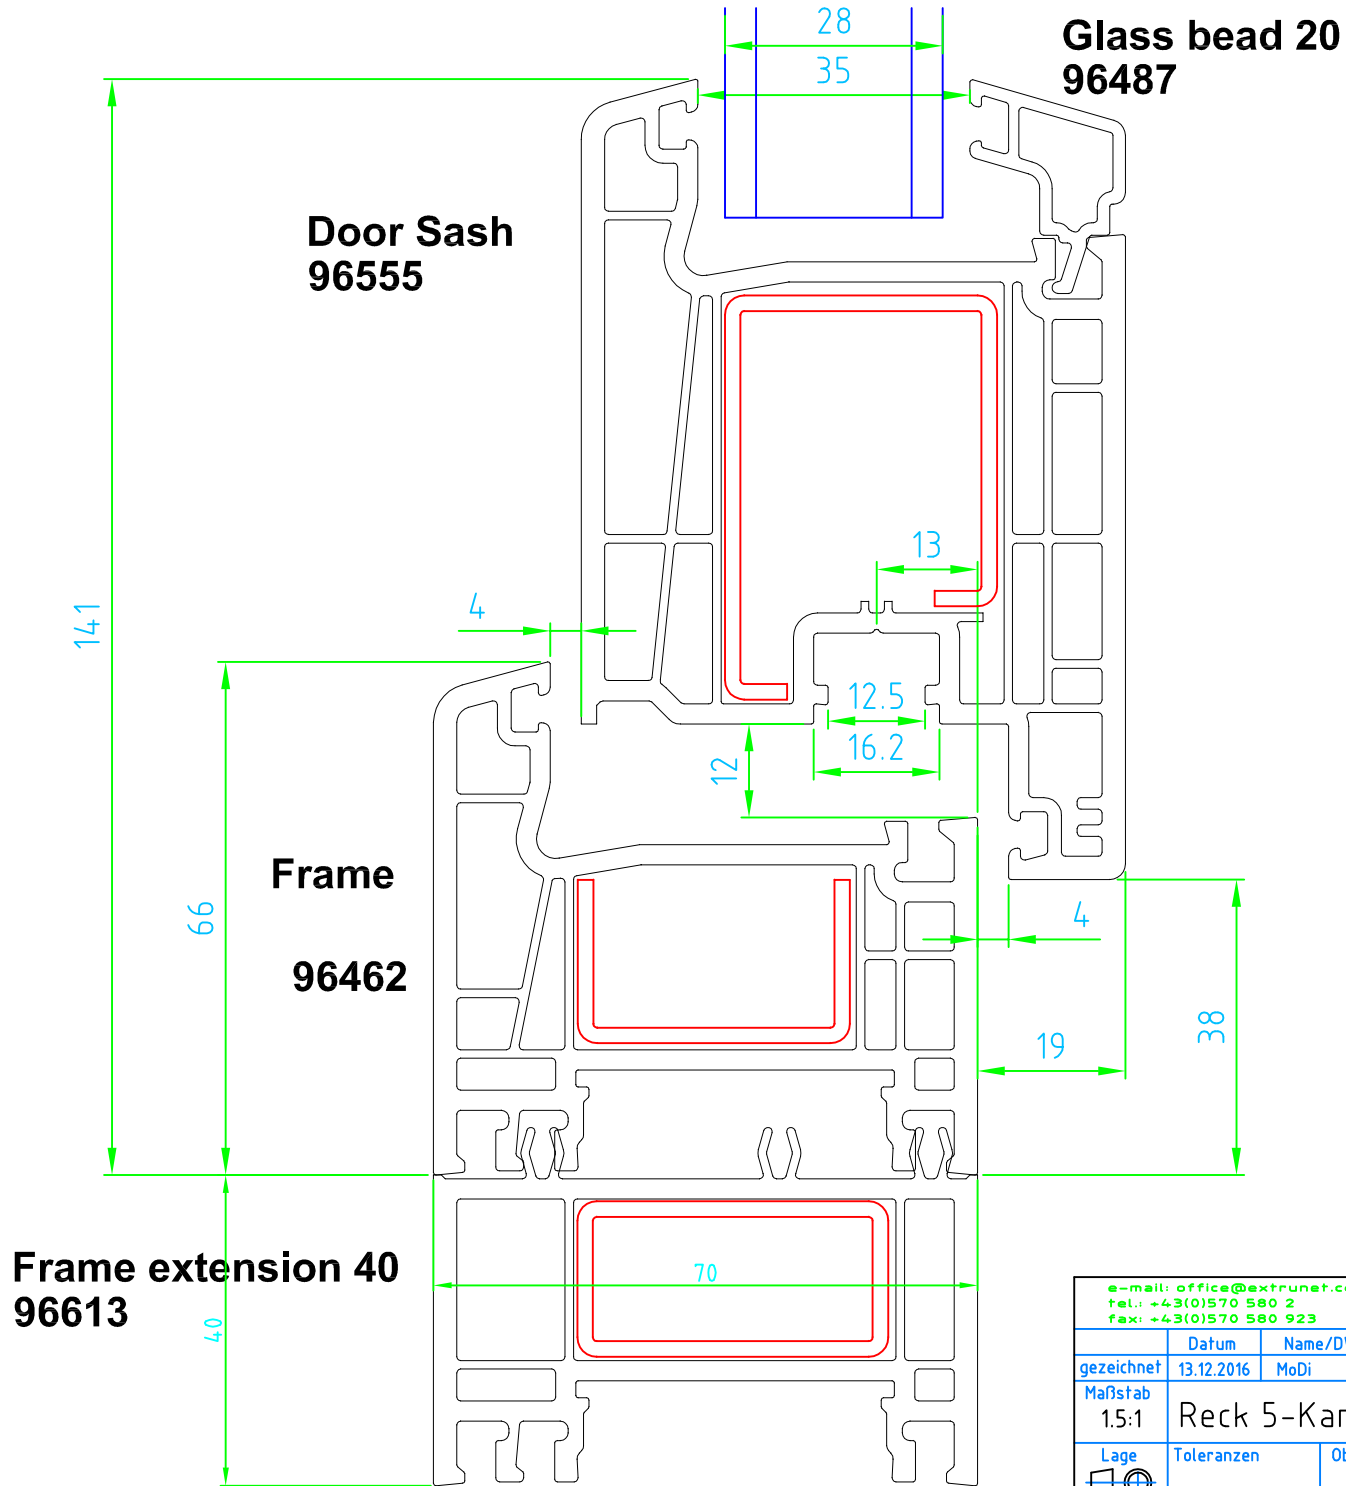 28
35
Glass bead 20
96487
Door Sash
96555
13
141
4
12.5
16.2
12
Frame
96462
66
4
19
38
Frame extension 40
96613
70
40
e-mail: office@extrunet.c
tel.: +43(0)570 580 2
fax: +43(0)570 580 923
Datum Name/D
gezeichnet 13.12.2016 MoDi
Maßstab
1.5:1 Reck 5-Ka
Lage Toleranzen